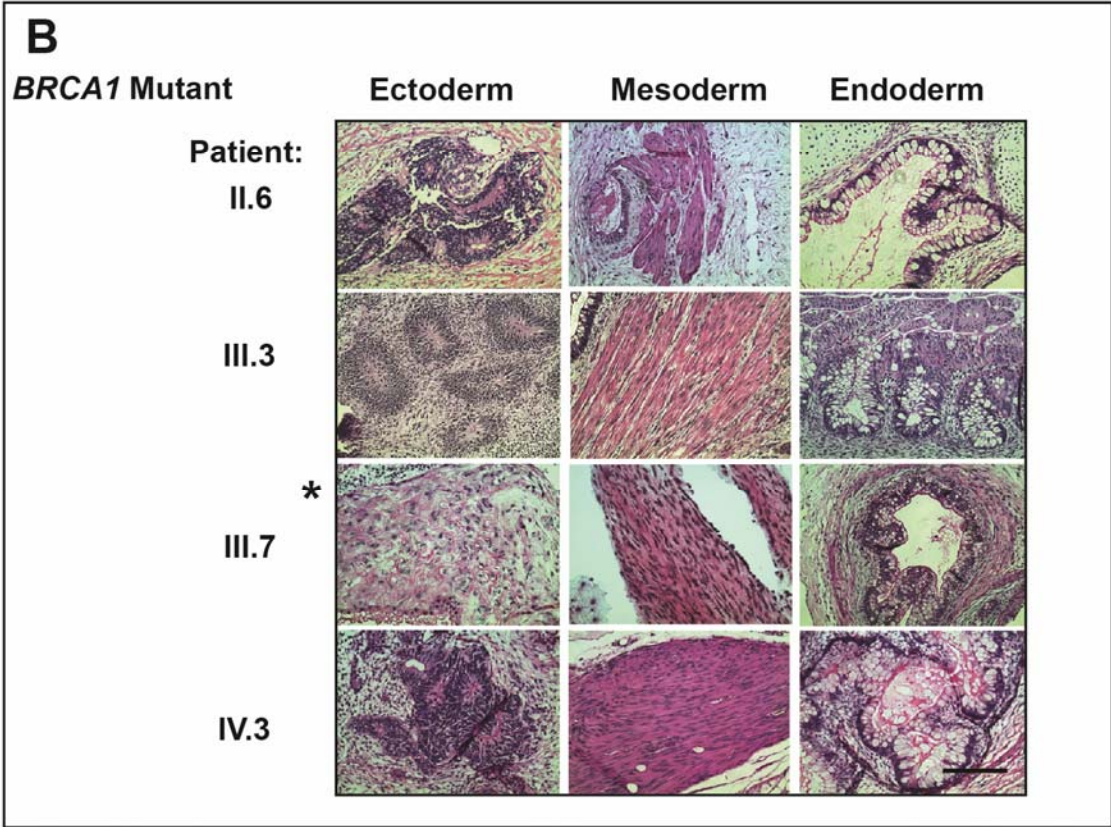 B
BRCA1 Mutant
Ectoderm Mesoderm Endoderm
Patient:
II.6
III.3
*
III.7
IV.3